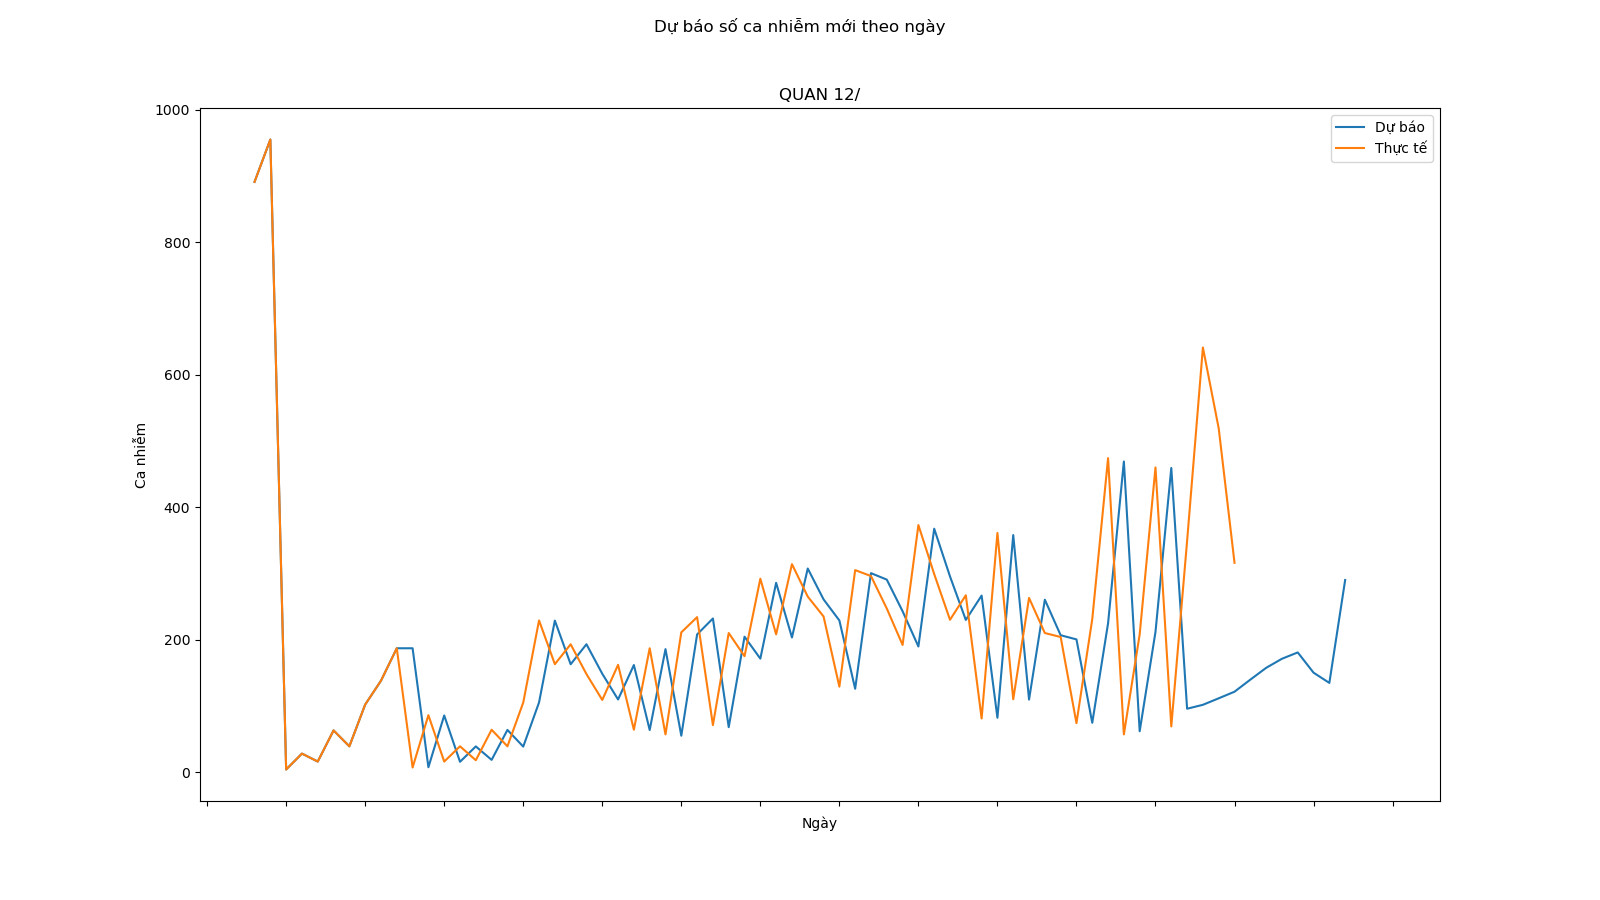 Dự báo số ca nhiễm mới theo ngày
QUAN 12/
1000
800
600
400
200
0
Ca nhiễm
Dự báo
Thực tế
Ngày